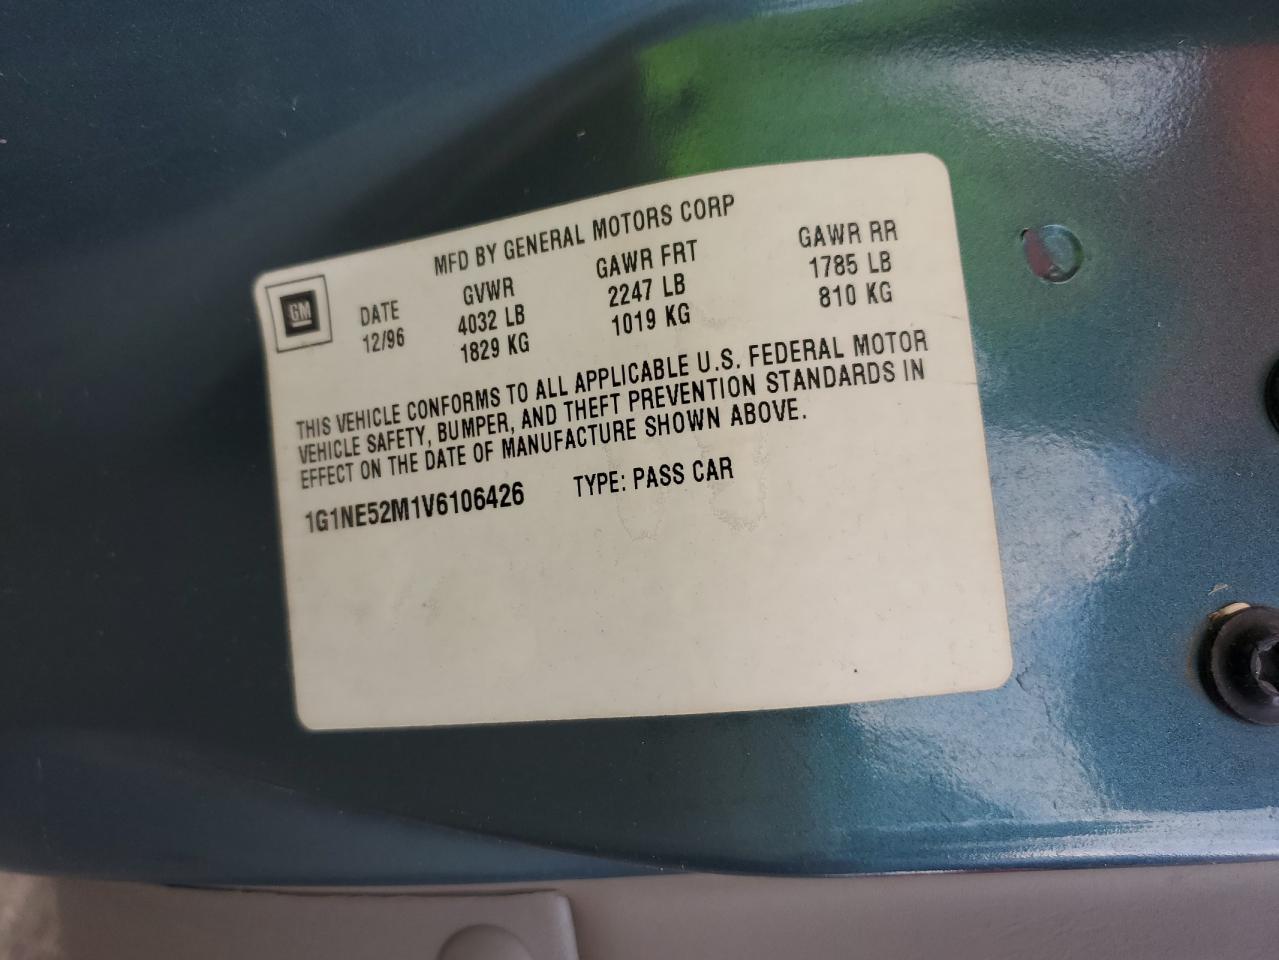 MFD BY GENERAL MOTORS CORP
GM DATE GVWR GAWR FRT GAWR RR
12/96 4032 LB 2247 LB 1785 LB
1829 KG 1019 KG 810 KG
THIS VEHICLE CONFORMS TO ALL APPLICABLE U.S. FEDERAL MOTOR
VEHICLE SAFETY, BUMPER, AND THEFT PREVENTION STANDARDS IN
EFFECT ON THE DATE OF MANUFACTURE SHOWN ABOVE.
1G1NE52M1V6106426 TYPE: PASS CAR